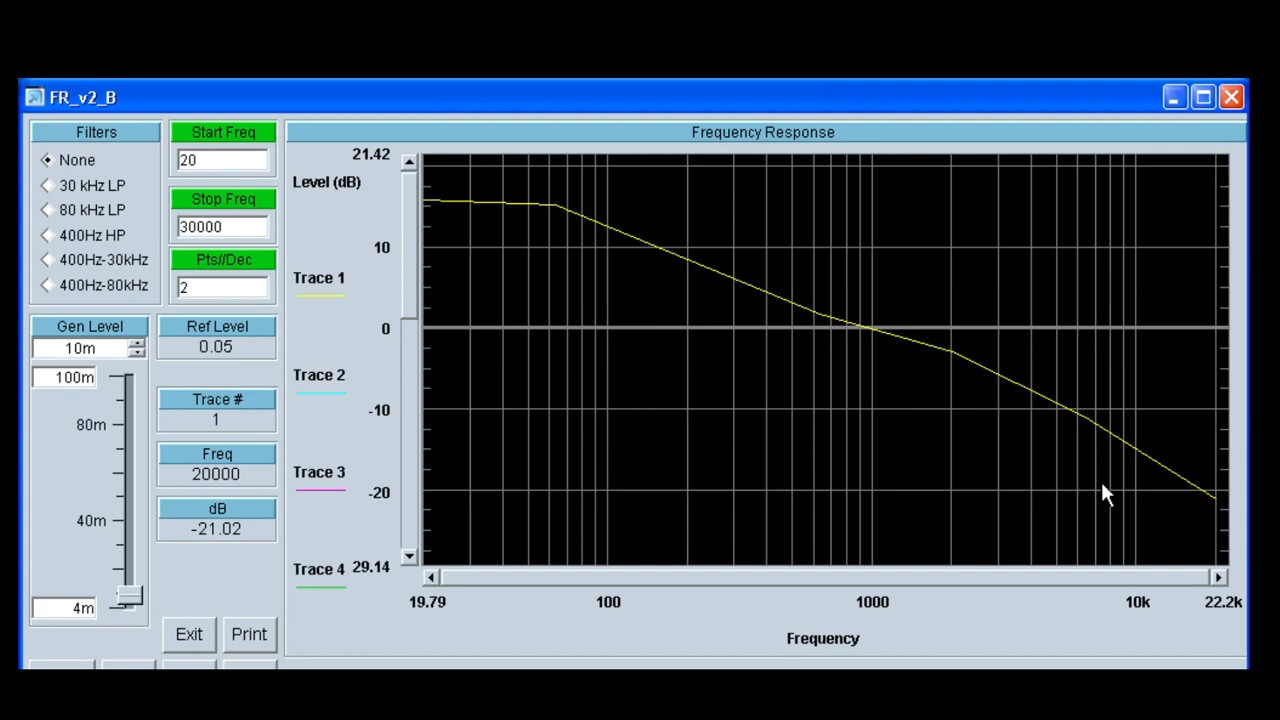 FR_v2_B
Filters
None
30 kHz LP
80 kHz LP
400Hz HP
400Hz-30kHz
400Hz-80kHz
Start Freq
20
Stop Freq
30000
Pts//Dec
2
Gen Level
10m
100m
80m
40m
4m
Ref Level
0.05
Trace #
1
Freq
20000
dB
-21.02
Exit
Print
Frequency Response
21.42
Level (dB)
10
Trace 1
0
Trace 2
-10
Trace 3
-20
Trace 4
29.14
19.79
100
1000
10k
22.2k
Frequency